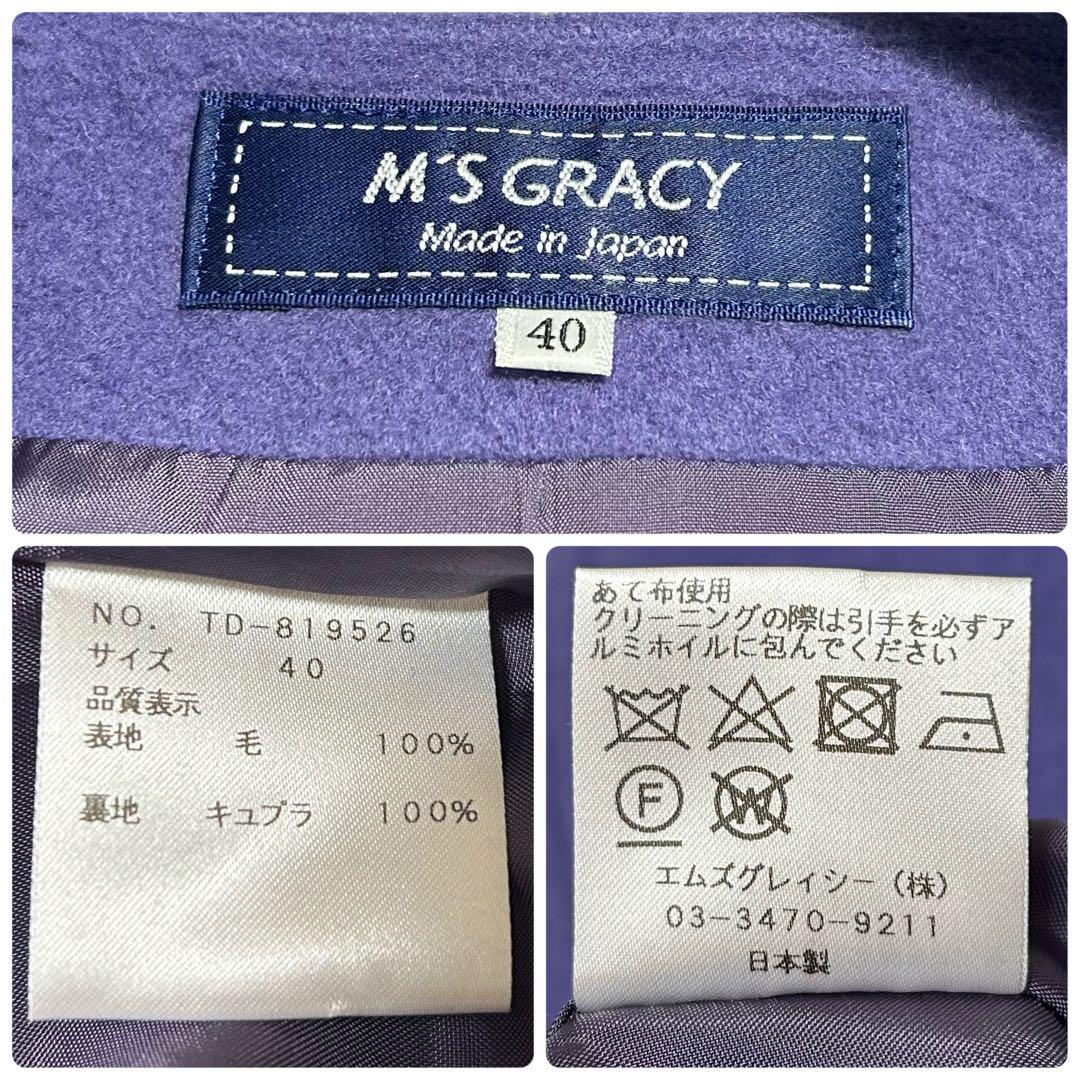 M'S GRACY
Made in Japan
40
NO. TD-819526
サイズ 40
品質表示
表地 毛 100%
裏地 キュプラ 100%
あて布使用
クリーニングの際は引手を必ずア
ルミホイルに包んでください
F
W
エムズグレィシー(株)
03-3470-9211
日本製